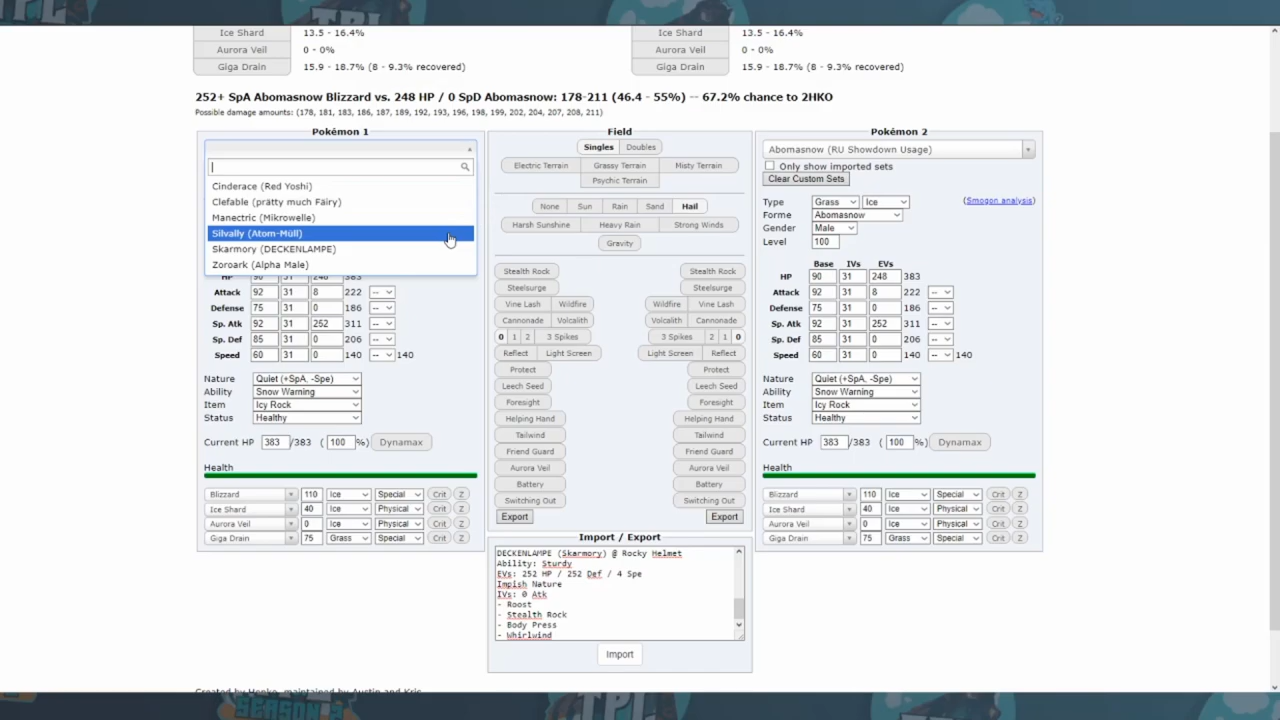 Ice Shard 13.5 - 16.4% Ice Shard 13.5 - 16.4%
Aurora Veil 0 - 0% Aurora Veil 0 - 0%
Giga Drain 15.9 - 18.7% (8 - 9.3% recovered) Giga Drain 15.9 - 18.7% (8 - 9.3% recovered)
252+ SpA Abomasnow Blizzard vs. 248 HP / 0 SpD Abomasnow: 178-211 (46.4 - 55%) -- 67.2% chance to 2HKO
Possible damage amounts: (178, 181, 183, 186, 187, 189, 192, 193, 196, 198, 199, 202, 204, 207, 208, 211)
Pokémon 1
Cinderace (Red Yoshi)
Clefable (prätty much Fäiry)
Manectric (Mikrowelle)
Silvally (Atom-Müll)
Skarmory (DECKENLAMPE)
Zoroark (Alpha Male)
HP 90 31 248 383
Attack 92 31 8 222 --
Defense 75 31 0 186 --
Sp. Atk 92 31 252 311 --
Sp. Def 85 31 0 206 --
Speed 60 31 0 140 -- 140
Nature Quiet (+SpA, -Spe)
Ability Snow Warning
Item Icy Rock
Status Healthy
Current HP 383 /383 ( 100 %) Dynamax
Health
Blizzard 110 Ice Special Crit Z
Ice Shard 40 Ice Physical Crit Z
Aurora Veil 0 Ice Physical Crit Z
Giga Drain 75 Grass Special Crit Z
Field
Singles Doubles
Electric Terrain Grassy Terrain Misty Terrain
Psychic Terrain
None Sun Rain Sand Hail
Harsh Sunshine Heavy Rain Strong Winds
Gravity
Stealth Rock Stealth Rock
Steelsurge Steelsurge
Vine Lash Wildfire Wildfire Vine Lash
Cannonade Volcalith Volcalith Cannonade
0 1 2 3 Spikes 3 Spikes 2 1 0
Reflect Light Screen Light Screen Reflect
Protect Protect
Leech Seed Leech Seed
Foresight Foresight
Helping Hand Helping Hand
Tailwind Tailwind
Friend Guard Friend Guard
Aurora Veil Aurora Veil
Battery Battery
Switching Out Switching Out
Export Export
Import / Export
DECKENLAMPE (Skarmory) @ Rocky Helmet
Ability: Sturdy
EVs: 252 HP / 252 Def / 4 Spe
Impish Nature
IVs: 0 Atk
- Roost
- Stealth Rock
- Body Press
- Whirlwind
Import
Pokémon 2
Abomasnow (RU Showdown Usage)
Only show imported sets
Clear Custom Sets
Type Grass Ice (Smogon analysis)
Forme Abomasnow
Gender Male
Level 100
Base IVs EVs
HP 90 31 248 383
Attack 92 31 8 222 --
Defense 75 31 0 186 --
Sp. Atk 92 31 252 311 --
Sp. Def 85 31 0 206 --
Speed 60 31 0 140 -- 140
Nature Quiet (+SpA, -Spe)
Ability Snow Warning
Item Icy Rock
Status Healthy
Current HP 383 /383 ( 100 %) Dynamax
Health
Blizzard 110 Ice Special Crit Z
Ice Shard 40 Ice Physical Crit Z
Aurora Veil 0 Ice Physical Crit Z
Giga Drain 75 Grass Special Crit Z
Created by Honko, maintained by Austin and Kris
TPL
SEASON
TPL